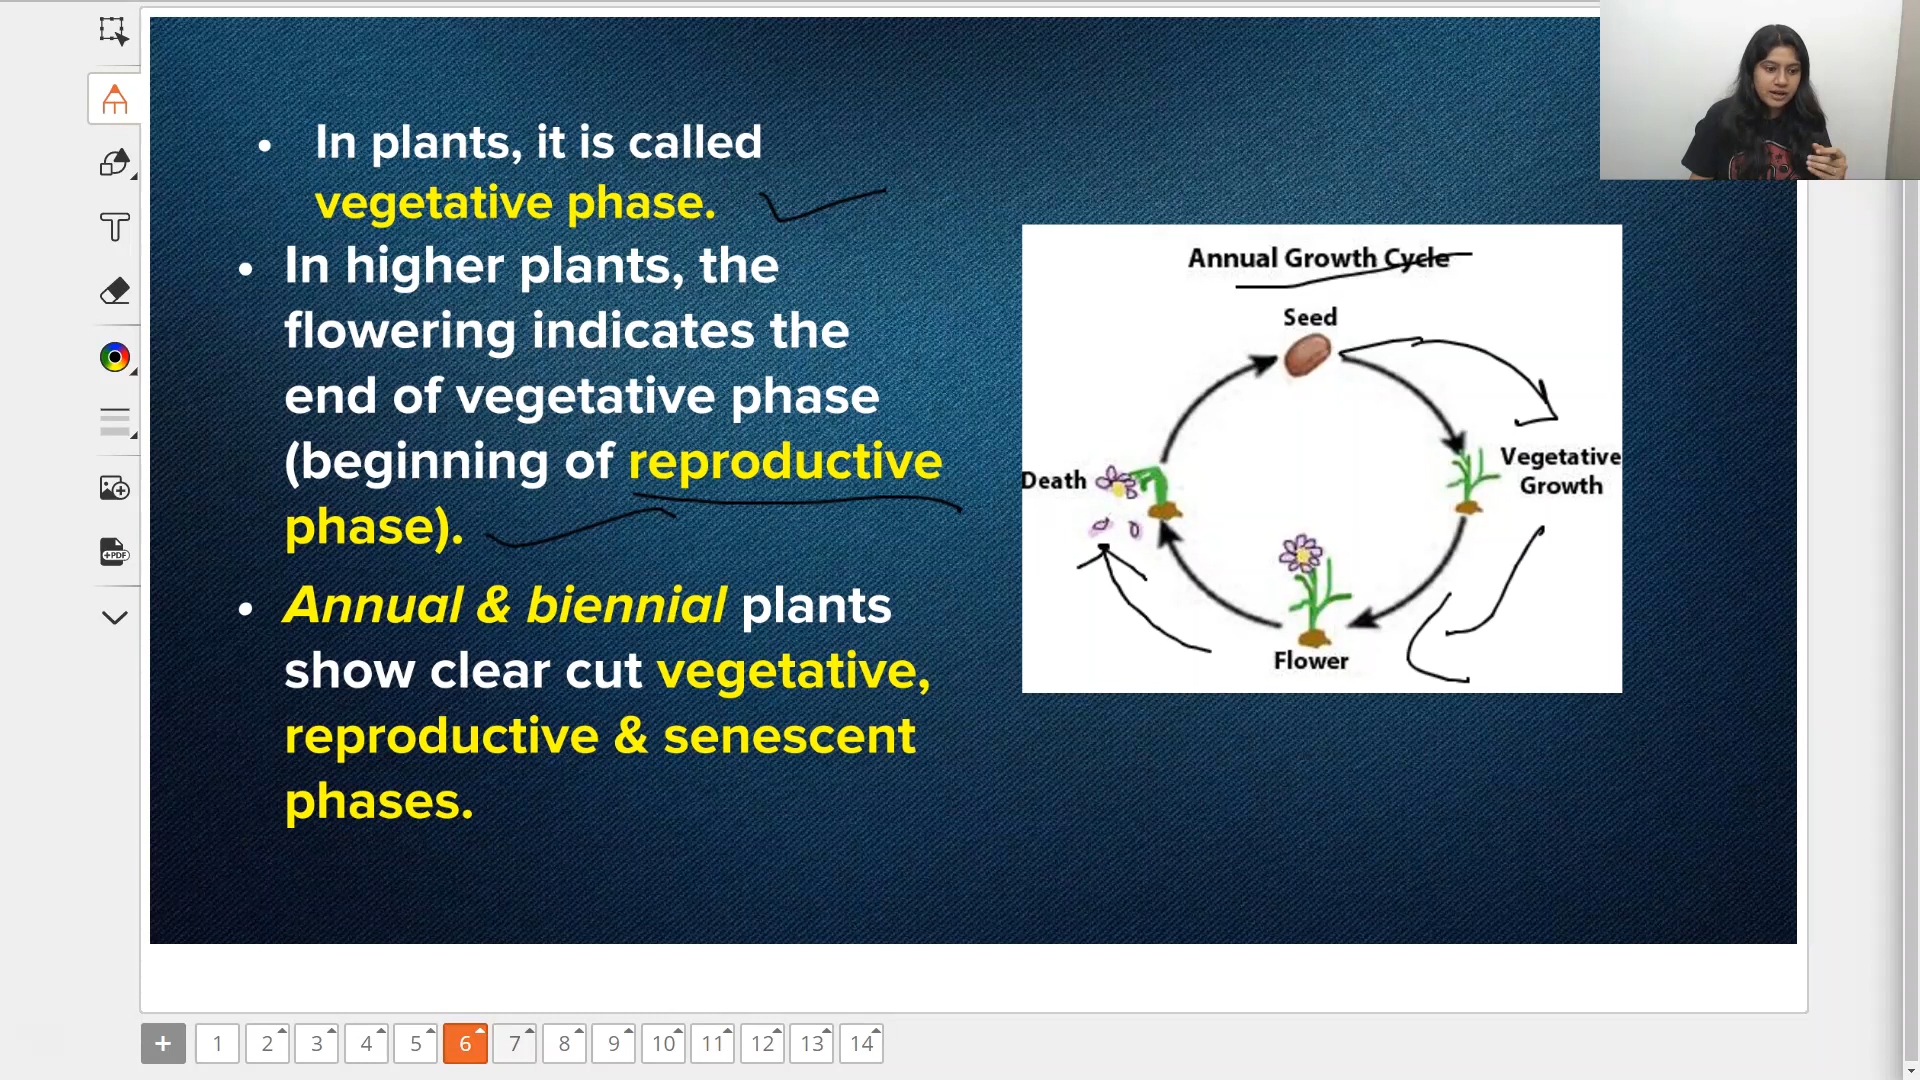 • In plants, it is called
vegetative phase.
• In higher plants, the
flowering indicates the
end of vegetative phase
(beginning of reproductive
phase).
• Annual & biennial plants
show clear cut vegetative,
reproductive & senescent
phases.
Annual Growth Cycle
Seed
Vegetative
Growth
Death
Flower
T
+PDF
+ 1 2 3 4 5 6 7 8 9 10 11 12 13 14